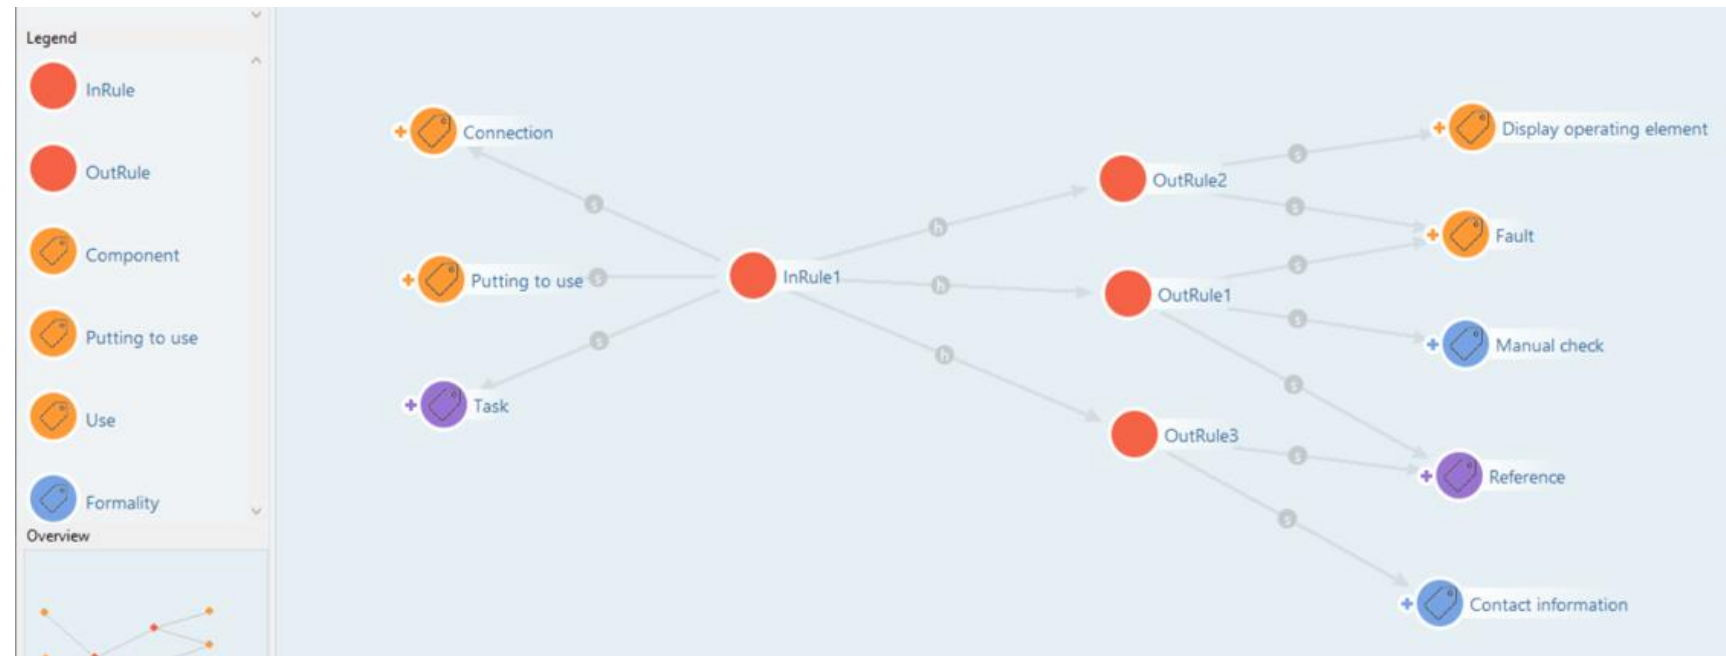 Legend
InRule
OutRule
Component
Putting to use
Use
Formality
Overview
Connection
Putting to use
Task
s
s
s
InRule1
h
h
h
OutRule2
OutRule1
OutRule3
s
s
s
s
s
s
s
Display operating element
Fault
Manual check
Reference
Contact information